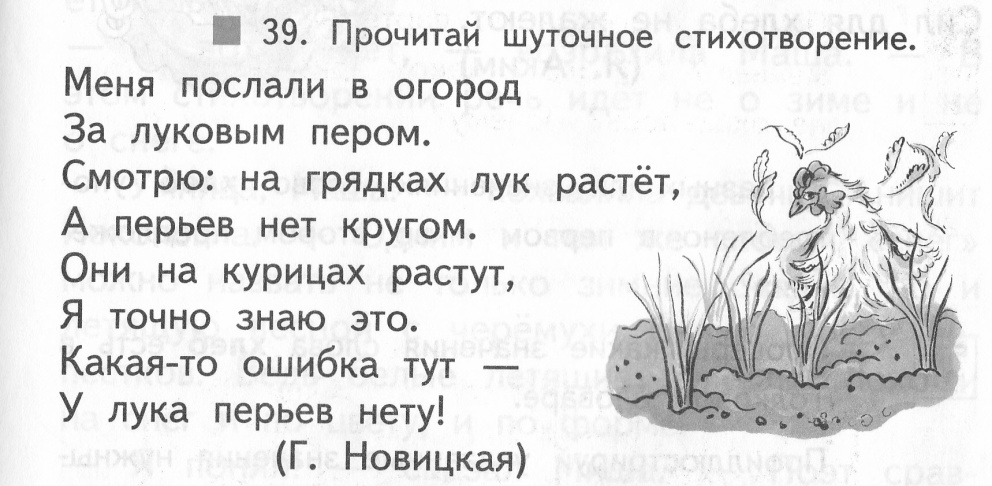 39. Прочитай шуточное стихотворение.
Меня послали в огород
За луковым пером.
Смотрю: на грядках лук растёт,
А перьев нет кругом.
Они на курицах растут,
Я точно знаю это.
Какая-то ошибка тут —
У лука перьев нету!
(Г. Новицкая)